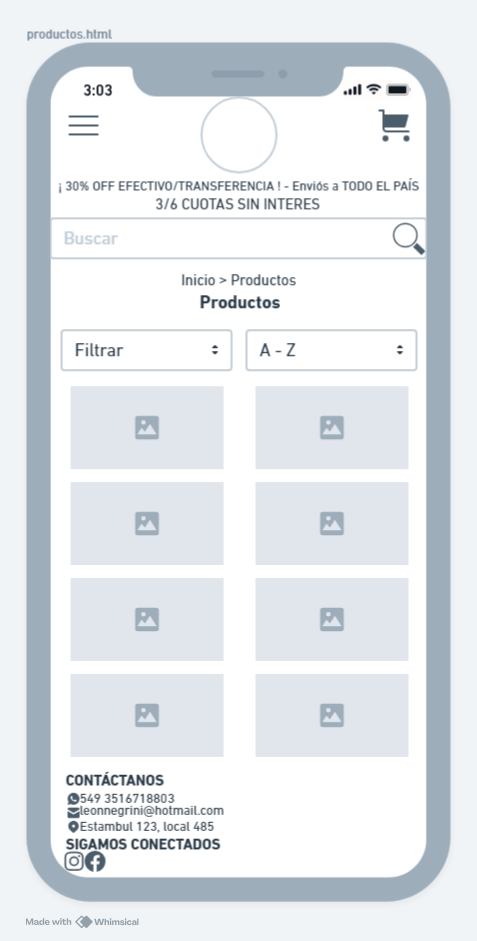 productos.html
3:03
¡ 30% OFF EFECTIVO/TRANSFERENCIA ! - Enviós a TODO EL PAÍS
3/6 CUOTAS SIN INTERES
Buscar
Inicio > Productos
Productos
Filtrar
A - Z
CONTÁCTANOS
549 3516718803
leonnegrini@hotmail.com
Estambul 123, local 485
SIGAMOS CONECTADOS
Made with Whimsical